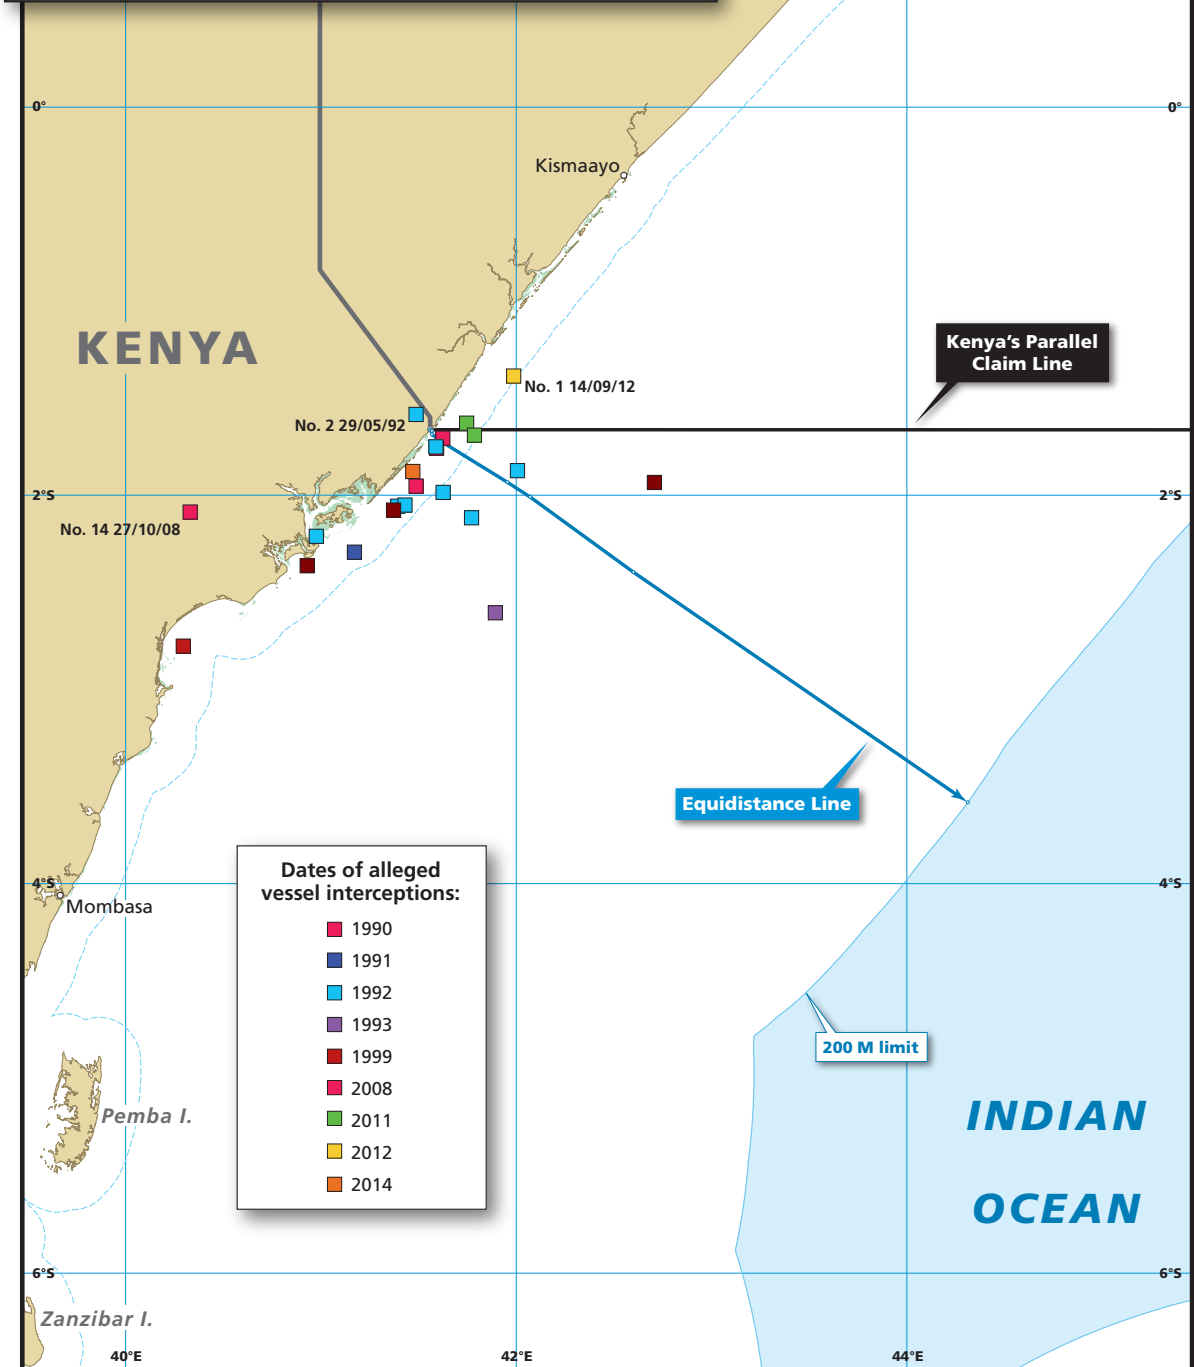 0°
0°
Kismaayo
KENYA
Kenya's Parallel
Claim Line
No. 1 14/09/12
No. 2 29/05/92
2°S
2°S
No. 14 27/10/08
Equidistance Line
Dates of alleged
vessel interceptions:
1990
1991
1992
1993
1999
2008
2011
2012
2014
4°S
4°S
Mombasa
200 M limit
Pemba I.
INDIAN
OCEAN
6°S
6°S
Zanzibar I.
40°E
42°E
44°E